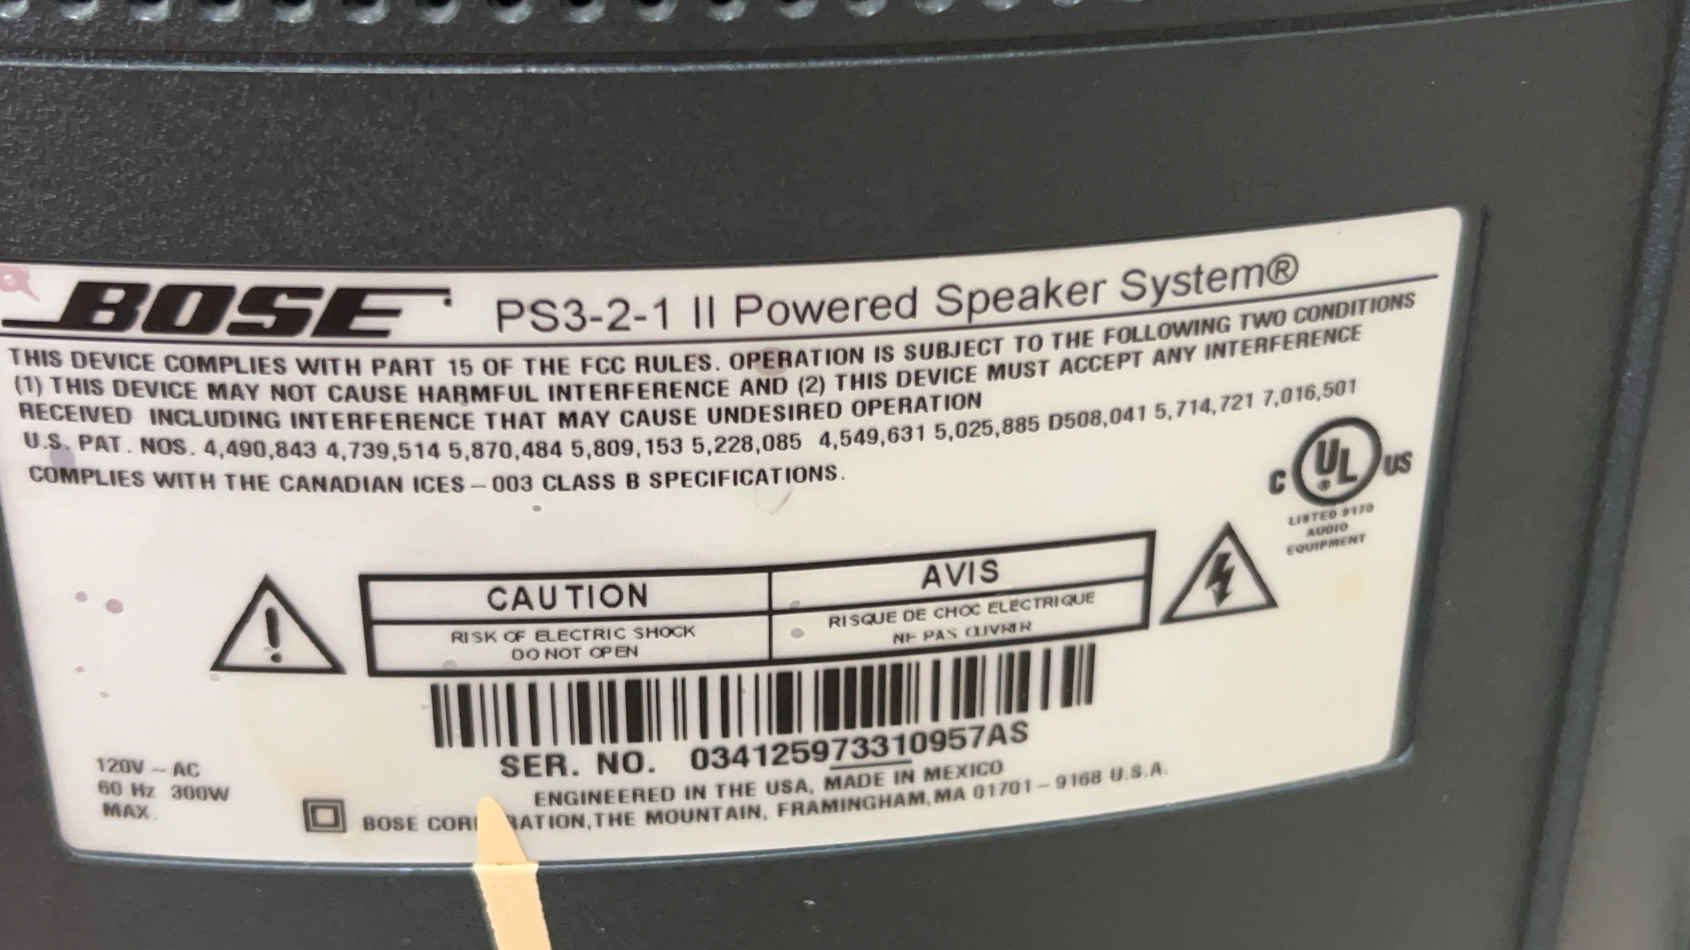 BOSE PS3-2-1 II Powered Speaker System®
THIS DEVICE COMPLIES WITH PART 15 OF THE FCC RULES. OPERATION IS SUBJECT TO THE FOLLOWING TWO CONDITIONS
(1) THIS DEVICE MAY NOT CAUSE HARMFUL INTERFERENCE AND (2) THIS DEVICE MUST ACCEPT ANY INTERFERENCE
RECEIVED INCLUDING INTERFERENCE THAT MAY CAUSE UNDESIRED OPERATION
U.S. PAT. NOS. 4,490,843 4,739,514 5,870,484 5,809,153 5,228,085 4,549,631 5,025,885 D508,041 5,714,721 7,016,501
COMPLIES WITH THE CANADIAN ICES – 003 CLASS B SPECIFICATIONS.
C UL® US
LISTED 9170
AUDIO
EQUIPMENT
CAUTION
RISK OF ELECTRIC SHOCK
DO NOT OPEN
AVIS
RISQUE DE CHOC ELECTRIQUE
NE PAS OUVRIR
SER. NO. 034125973310957AS
120V ~ AC
60 Hz 300W
MAX.
ENGINEERED IN THE USA, MADE IN MEXICO
BOSE THE MOUNTAIN, FRAMINGHAM, MA 01701 – 9168 U.S.A.